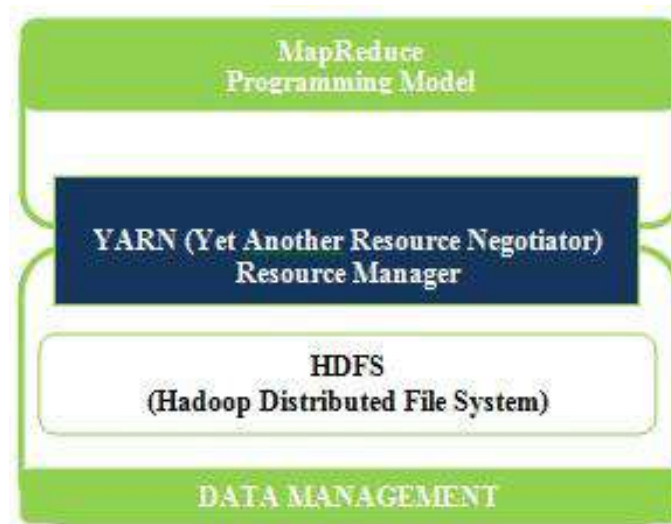 MapReduce
Programming Model
YARN (Yet Another Resource Negotiator)
Resource Manager
HDFS
(Hadoop Distributed File System)
DATA MANAGEMENT